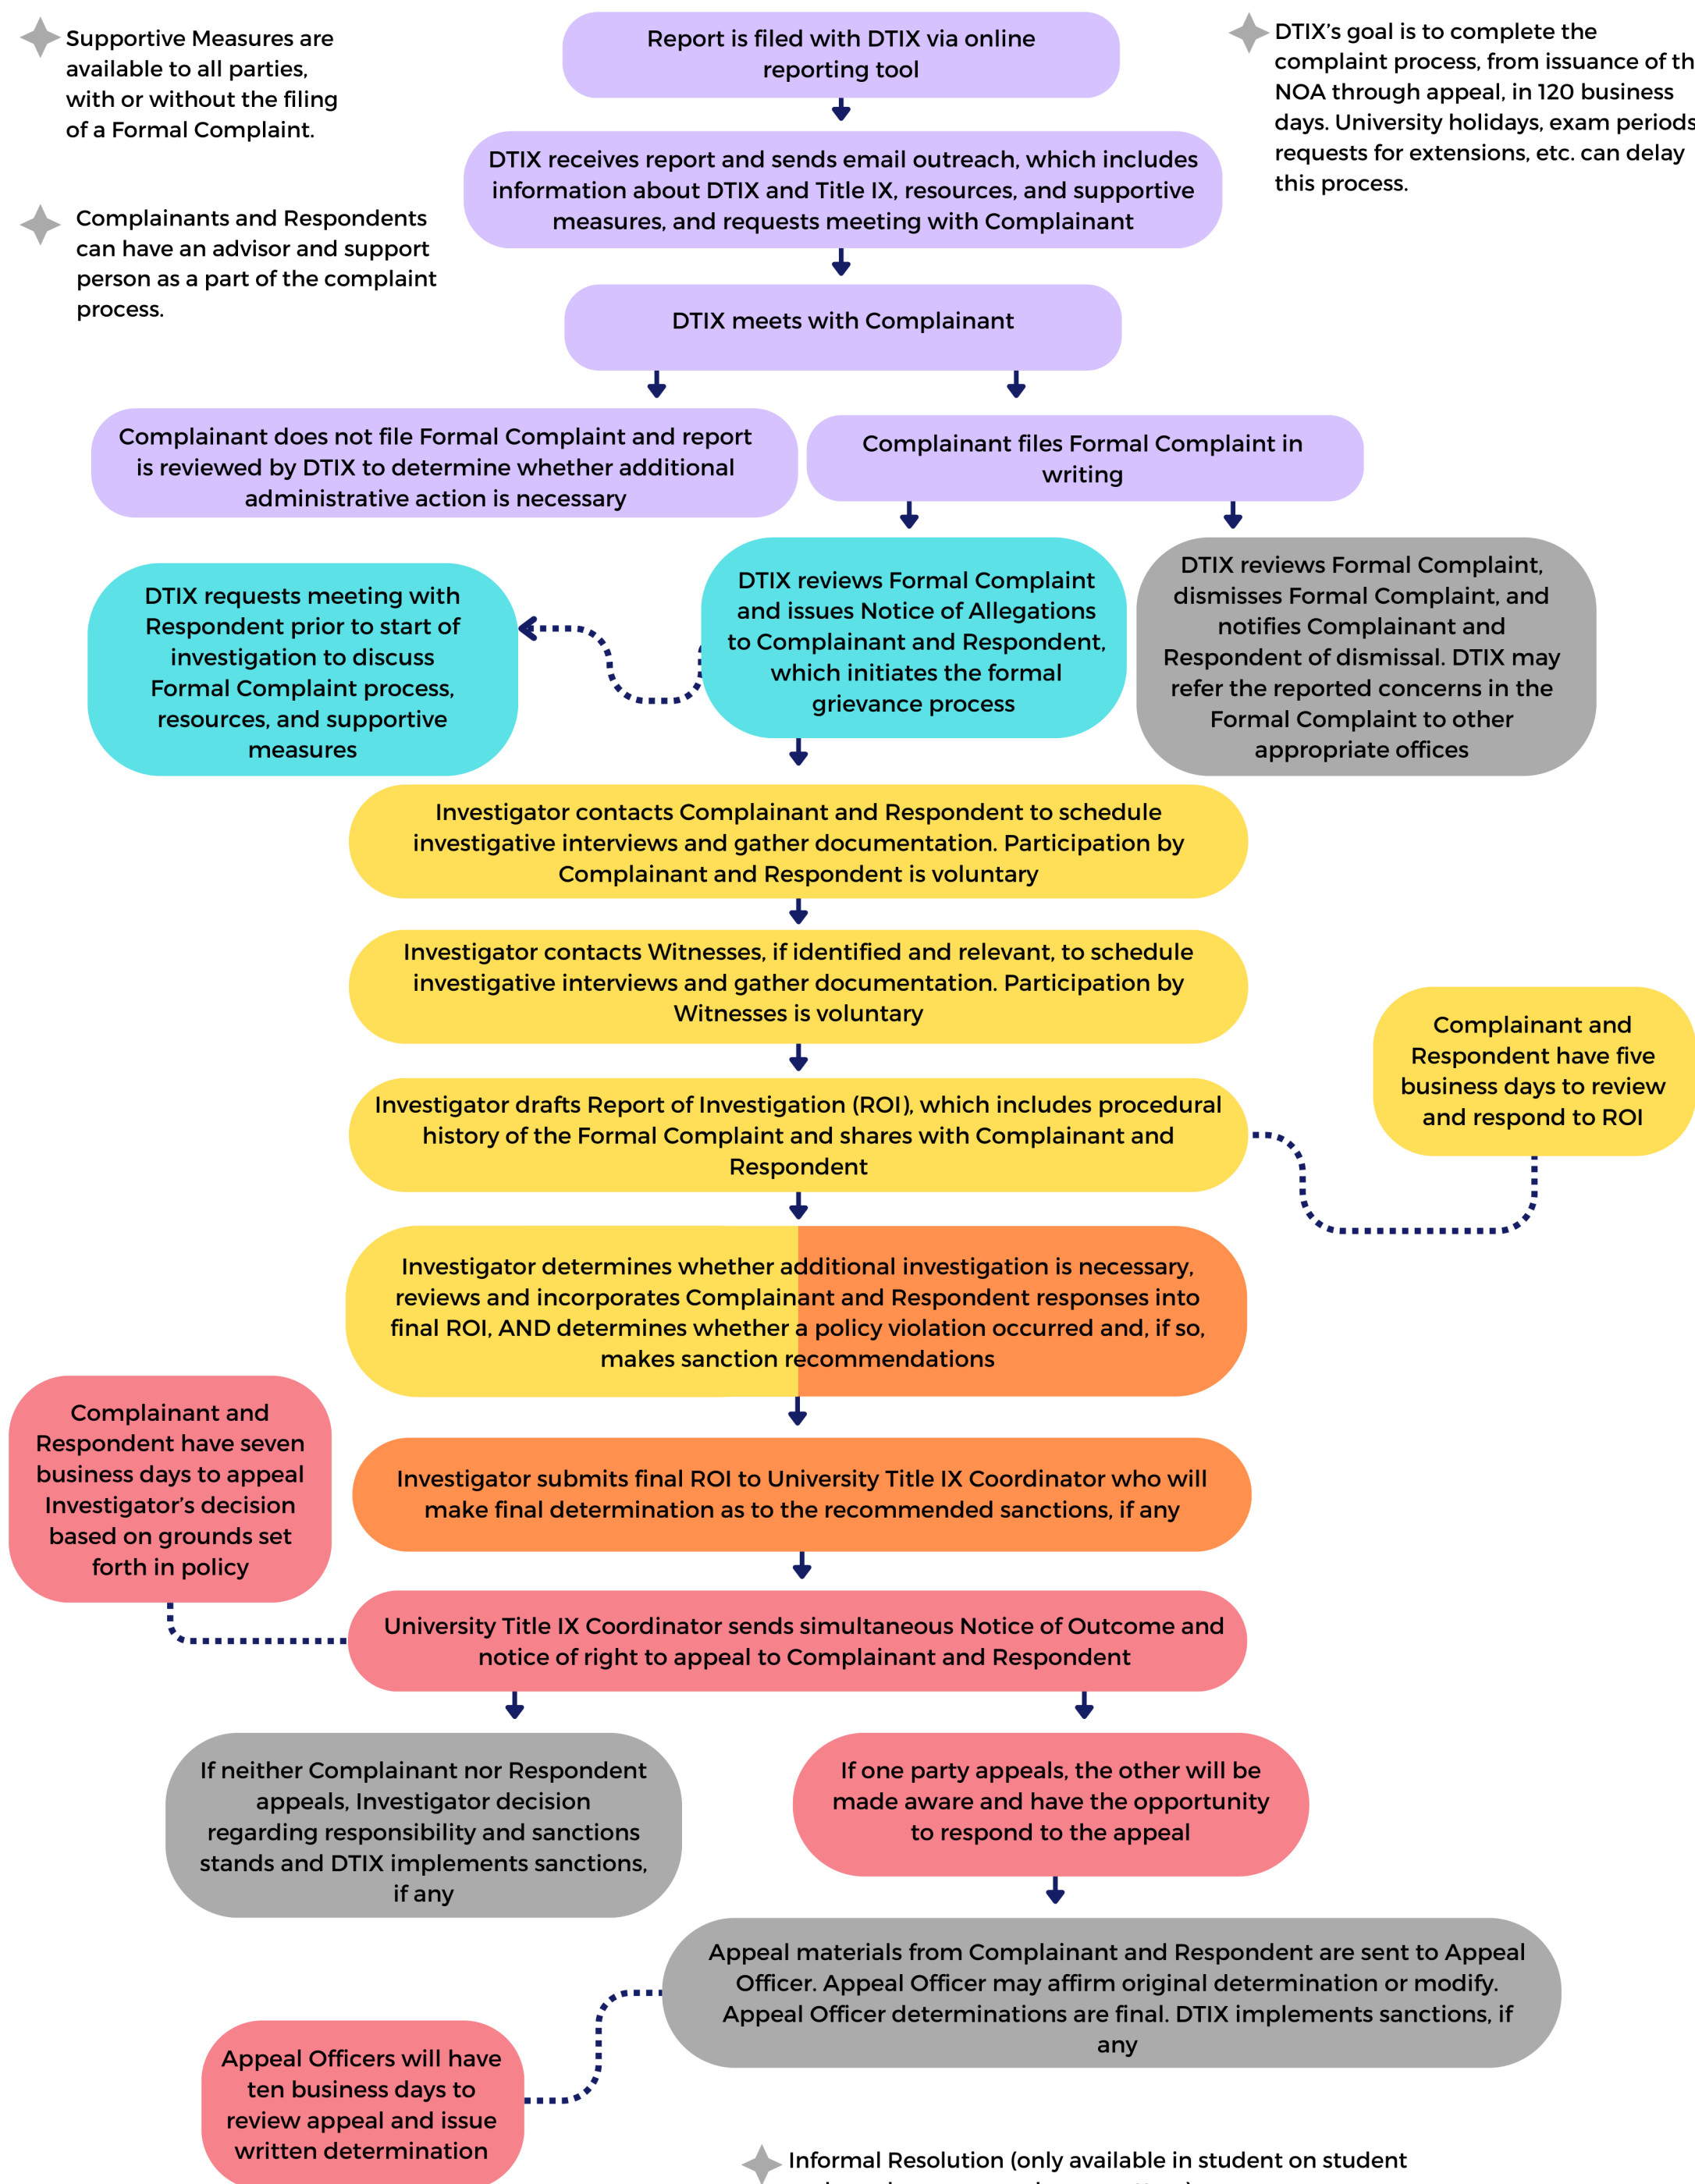 Supportive Measures are
available to all parties,
with or without the filing
of a Formal Complaint.
Complainants and Respondents
can have an advisor and support
person as a part of the complaint
process.
Report is filed with DTIX via online
reporting tool
DTIX's goal is to complete the
complaint process, from issuance of
NOA through appeal, in 120 business
days. University holidays, exam periods
requests for extensions, etc. can delay
this process.
DTIX receives report and sends email outreach, which includes
information about DTIX and Title IX, resources, and supportive
measures, and requests meeting with Complainant
DTIX meets with Complainant
Complainant does not file Formal Complaint and report
is reviewed by DTIX to determine whether additional
administrative action is necessary
Complainant files Formal Complaint in
writing
DTIX requests meeting with
Respondent prior to start of
investigation to discuss
Formal Complaint process,
resources, and supportive
measures
DTIX reviews Formal Complaint
and issues Notice of Allegations
to Complainant and Respondent,
which initiates the formal
grievance process
DTIX reviews Formal Complaint,
dismisses Formal Complaint, and
notifies Complainant and
Respondent of dismissal. DTIX may
refer the reported concerns in the
Formal Complaint to other
appropriate offices
Investigator contacts Complainant and Respondent to schedule
investigative interviews and gather documentation. Participation by
Complainant and Respondent is voluntary
Investigator contacts Witnesses, if identified and relevant, to schedule
investigative interviews and gather documentation. Participation by
Witnesses is voluntary
Complainant and
Respondent have five
business days to review
and respond to ROI
Investigator drafts Report of Investigation (ROI), which includes procedural
history of the Formal Complaint and shares with Complainant and
Respondent
Investigator determines whether additional investigation is necessary,
reviews and incorporates Complainant and Respondent responses into
final ROI, AND determines whether a policy violation occurred and, if so,
makes sanction recommendations
Complainant and
Respondent have seven
business days to appeal
Investigator's decision
based on grounds set
forth in policy
Investigator submits final ROI to University Title IX Coordinator who will
make final determination as to the recommended sanctions, if any
University Title IX Coordinator sends simultaneous Notice of Outcome and
notice of right to appeal to Complainant and Respondent
If neither Complainant nor Respondent
appeals, Investigator decision
regarding responsibility and sanctions
stands and DTIX implements sanctions,
if any
If one party appeals, the other will be
made aware and have the opportunity
to respond to the appeal
Appeal materials from Complainant and Respondent are sent to Appeal
Officer. Appeal Officer may affirm original determination or modify.
Appeal Officer determinations are final. DTIX implements sanctions, if
any
Appeal Officers will have
ten business days to
review appeal and issue
written determination
Informal Resolution (only available in student on student